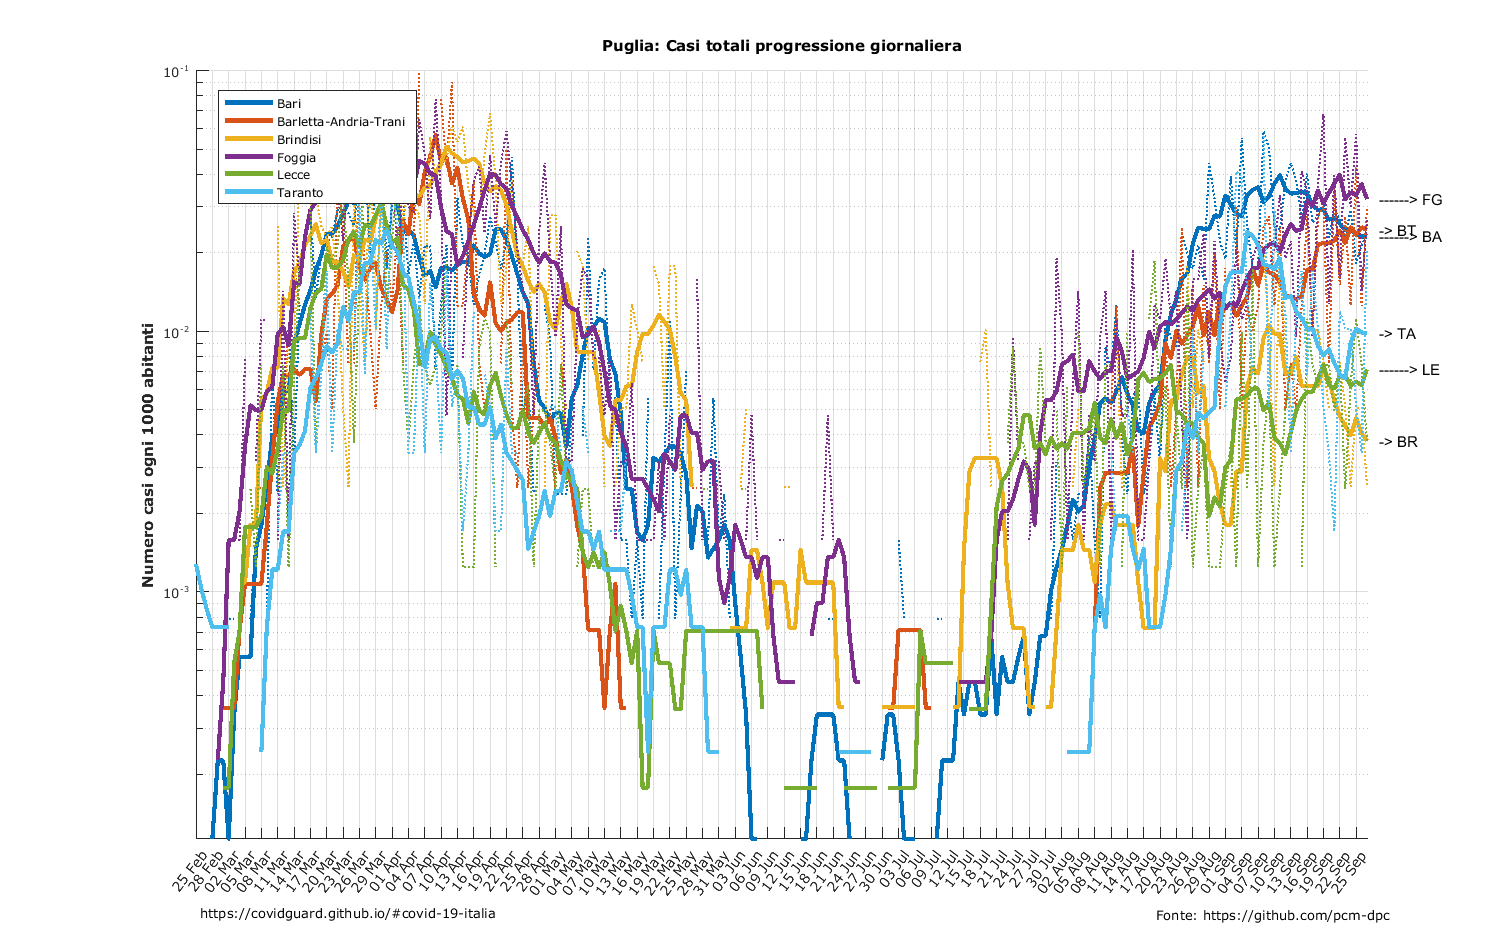 Puglia: Casi totali progressione giornaliera
10-1
10-2
10-3
Numero casi ogni 1000 abitanti
Bari
Barletta-Andria-Trani
Brindisi
Foggia
Lecce
Taranto
------> FG
-> BT
------> BA
-> TA
------> LE
-> BR
25 Feb
28 Feb
02 Mar
05 Mar
08 Mar
11 Mar
14 Mar
17 Mar
20 Mar
23 Mar
26 Mar
29 Mar
01 Apr
04 Apr
07 Apr
10 Apr
13 Apr
16 Apr
19 Apr
22 Apr
25 Apr
28 Apr
01 May
04 May
07 May
10 May
13 May
16 May
19 May
22 May
25 May
28 May
31 May
03 Jun
06 Jun
09 Jun
12 Jun
15 Jun
18 Jun
21 Jun
24 Jun
27 Jun
30 Jun
03 Jul
06 Jul
09 Jul
12 Jul
15 Jul
18 Jul
21 Jul
24 Jul
27 Jul
30 Jul
02 Aug
05 Aug
08 Aug
11 Aug
14 Aug
17 Aug
20 Aug
23 Aug
26 Aug
29 Aug
01 Sep
04 Sep
07 Sep
10 Sep
13 Sep
16 Sep
19 Sep
22 Sep
25 Sep
https://covidguard.github.io/#covid-19-italia
Fonte: https://github.com/pcm-dpc